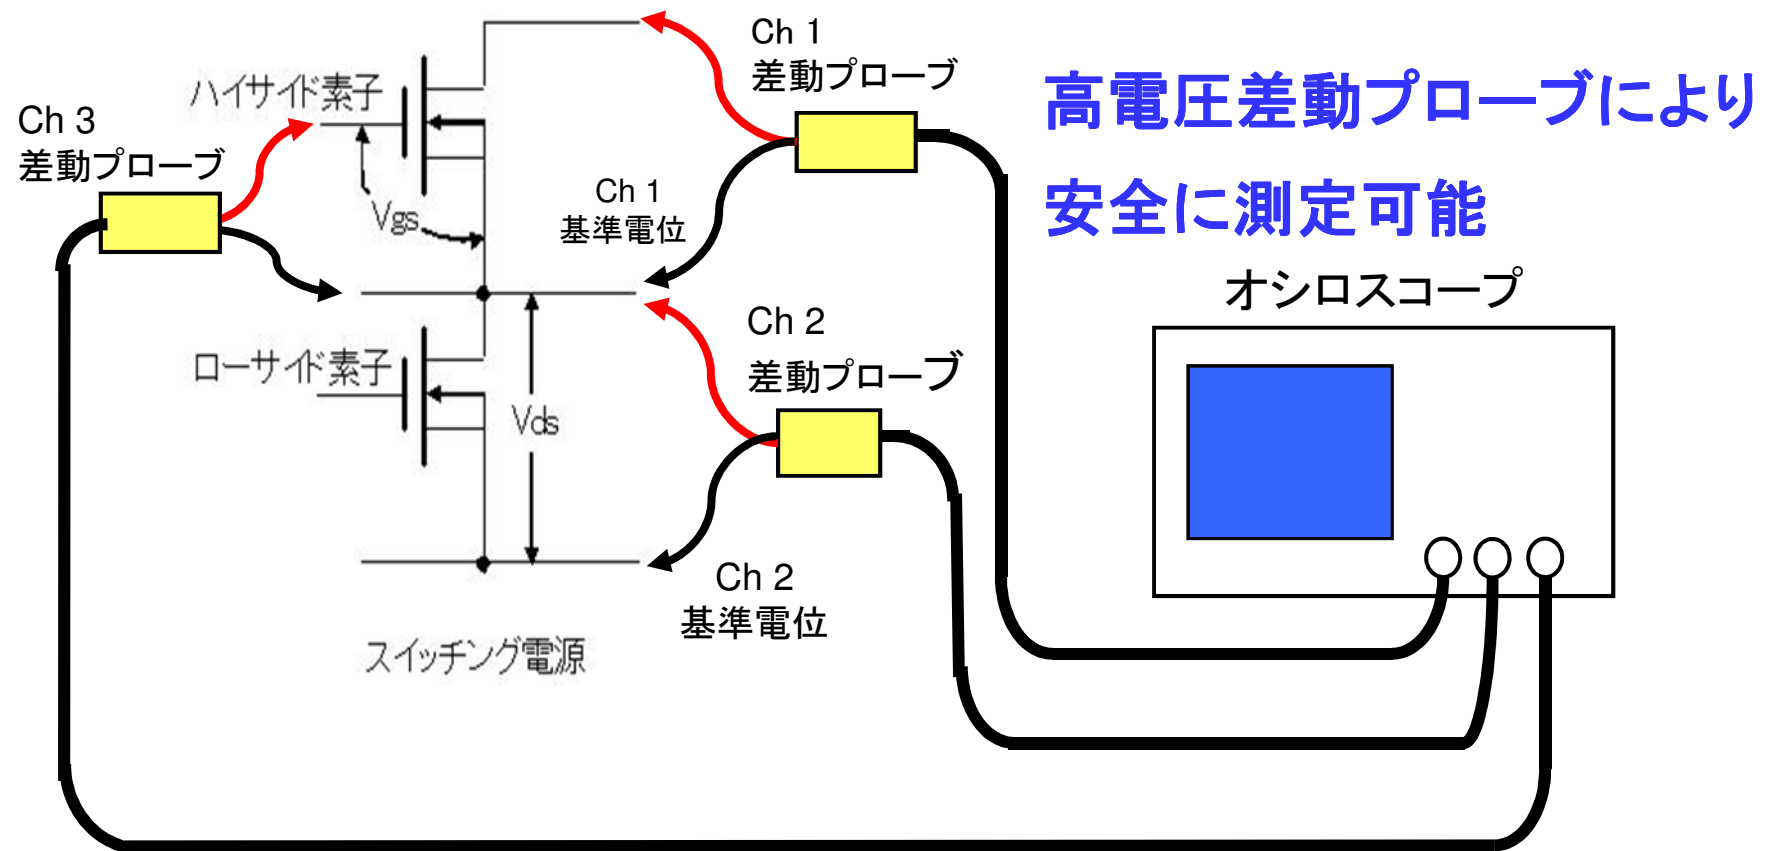 Ch 1
差動プローブ
高電圧差動プローブにより
安全に測定可能
ハイサイド素子
Ch 3
差動プローブ
Vgs
Ch 1
基準電位
オシロスコープ
Ch 2
差動プローブ
ローサイド素子
Vds
Ch 2
基準電位
スイッチング電源